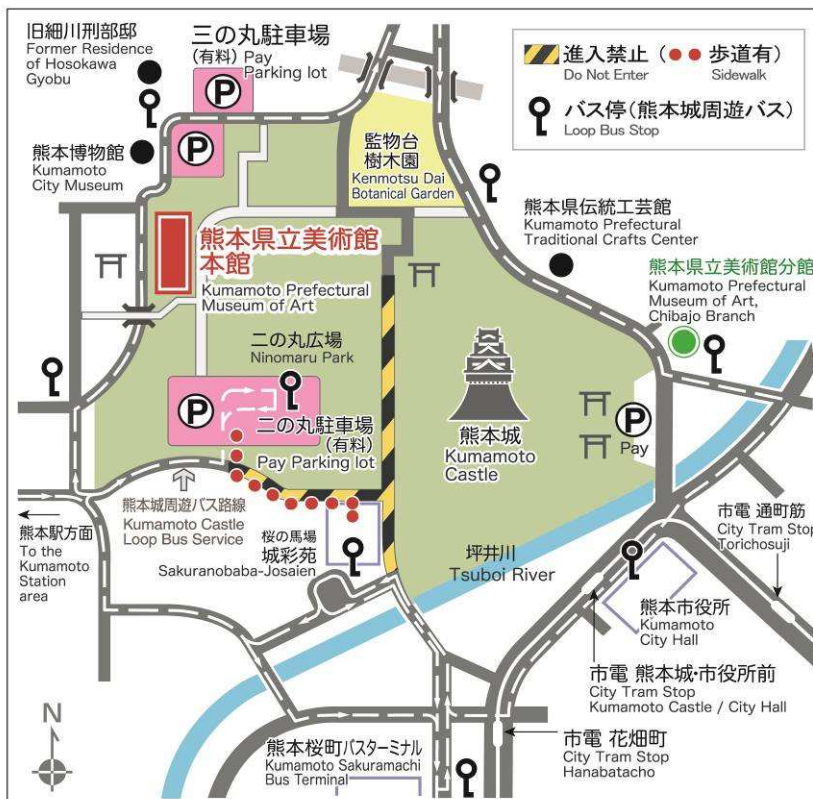 旧細川刑部邸
Former Residence
of Hosokawa
Gyobu
三の丸駐車場
(有料) Pay
Parking lot
P
P
熊本博物館
Kumamoto
City Museum
監物台
樹木園
Kenmotsu Dai
Botanical Garden
進入禁止 ( 歩道有)
Do Not Enter
Sidewalk
バス停(熊本城周遊バス)
Loop Bus Stop
熊本県伝統工芸館
Kumamoto Prefectural
Traditional Crafts Center
熊本県立美術館分館
Kumamoto Prefectural
Museum of Art,
Chibajo Branch
熊本県立美術館
本館
Kumamoto Prefectural
Museum of Art
二の丸広場
Ninomaru Park
P
二の丸駐車場
(有料)
Pay Parking lot
熊本城
Kumamoto
Castle
P
Pay
熊本城周遊バス路線
Kumamoto Castle
Loop Bus Service
熊本駅方面
To the
Kumamoto
Station
area
桜の馬場
城彩苑
Sakuranobaba-Josaien
坪井川
Tsuboi River
市電 通町筋
City Tram Stop
Torichosuji
熊本市役所
Kumamoto
City Hall
市電 熊本城・市役所前
City Tram Stop
Kumamoto Castle / City Hall
市電 花畑町
City Tram Stop
Hanabatacho
熊本桜町バスターミナル
Kumamoto Sakuramachi
Bus Terminal
N